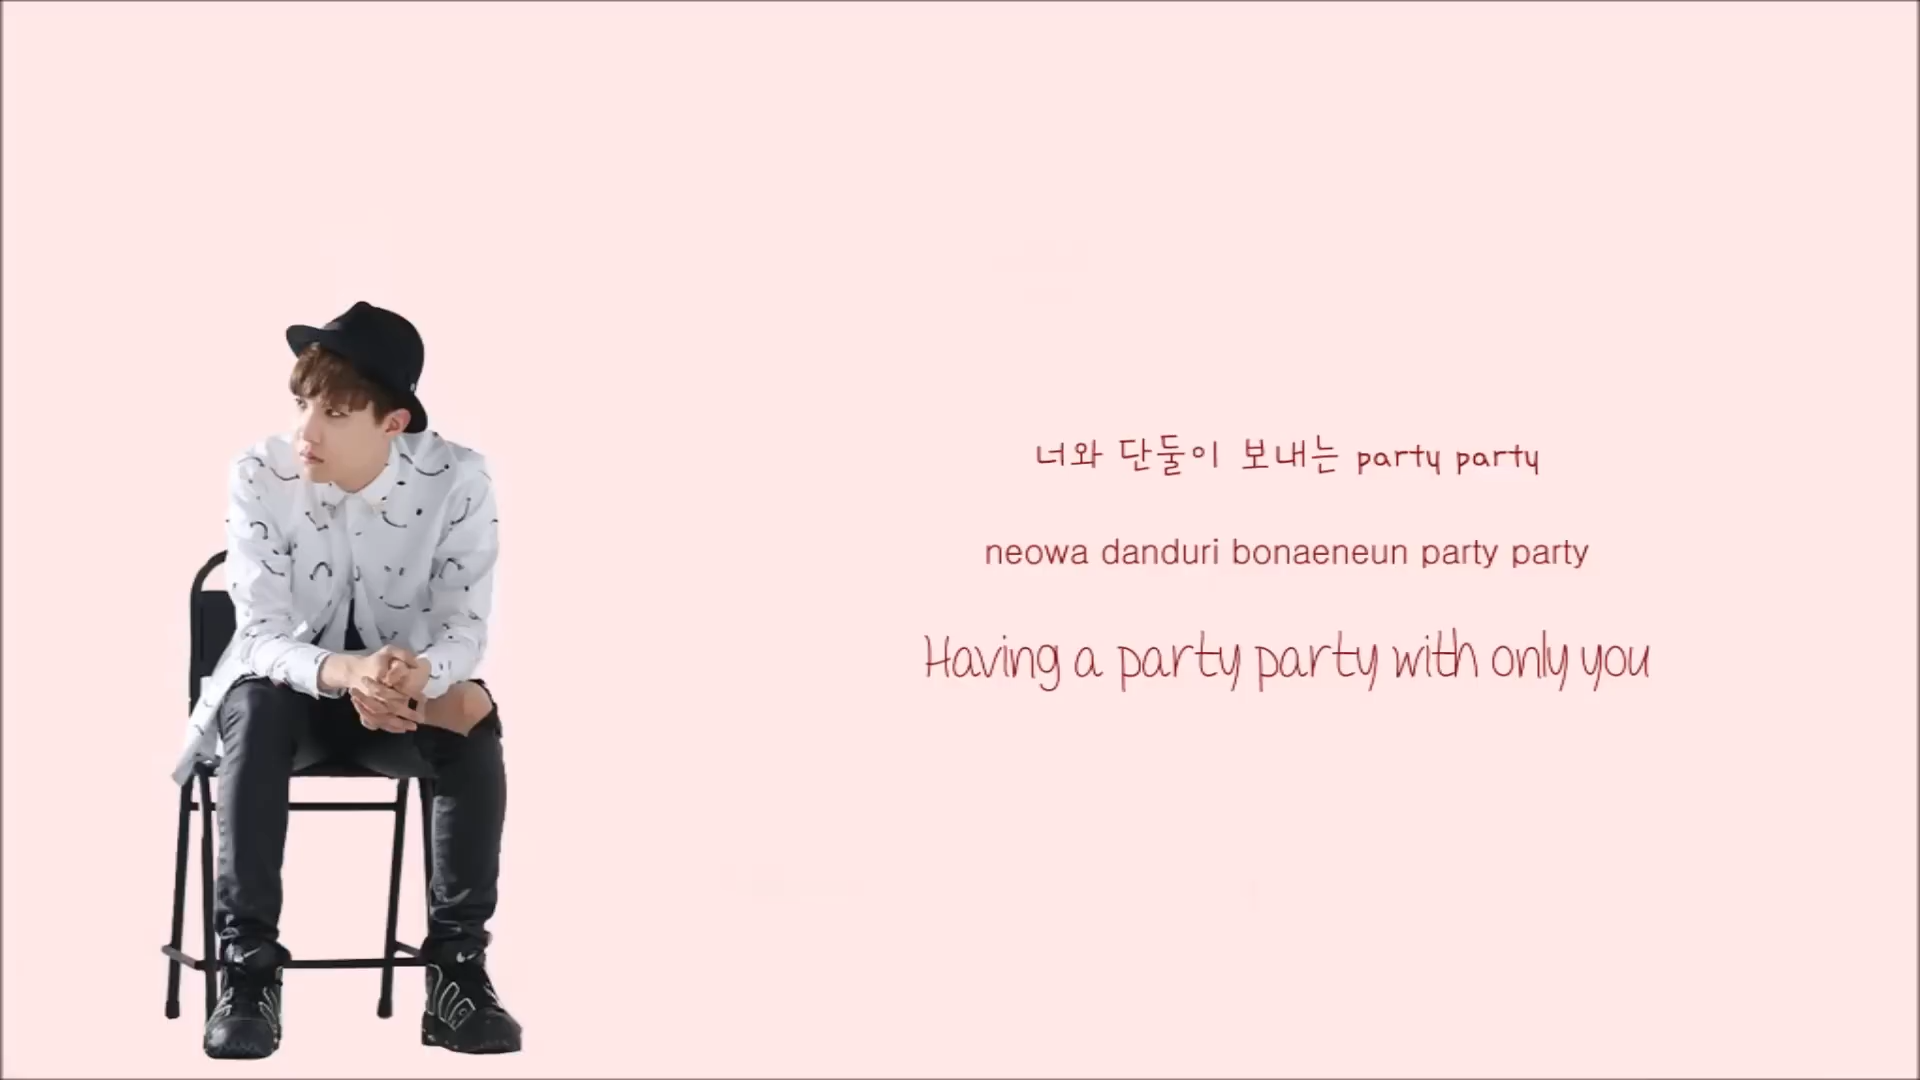 너와 단둘이 보내는 party party
neowa danduri bonaeneun party party
Having a party party with only you